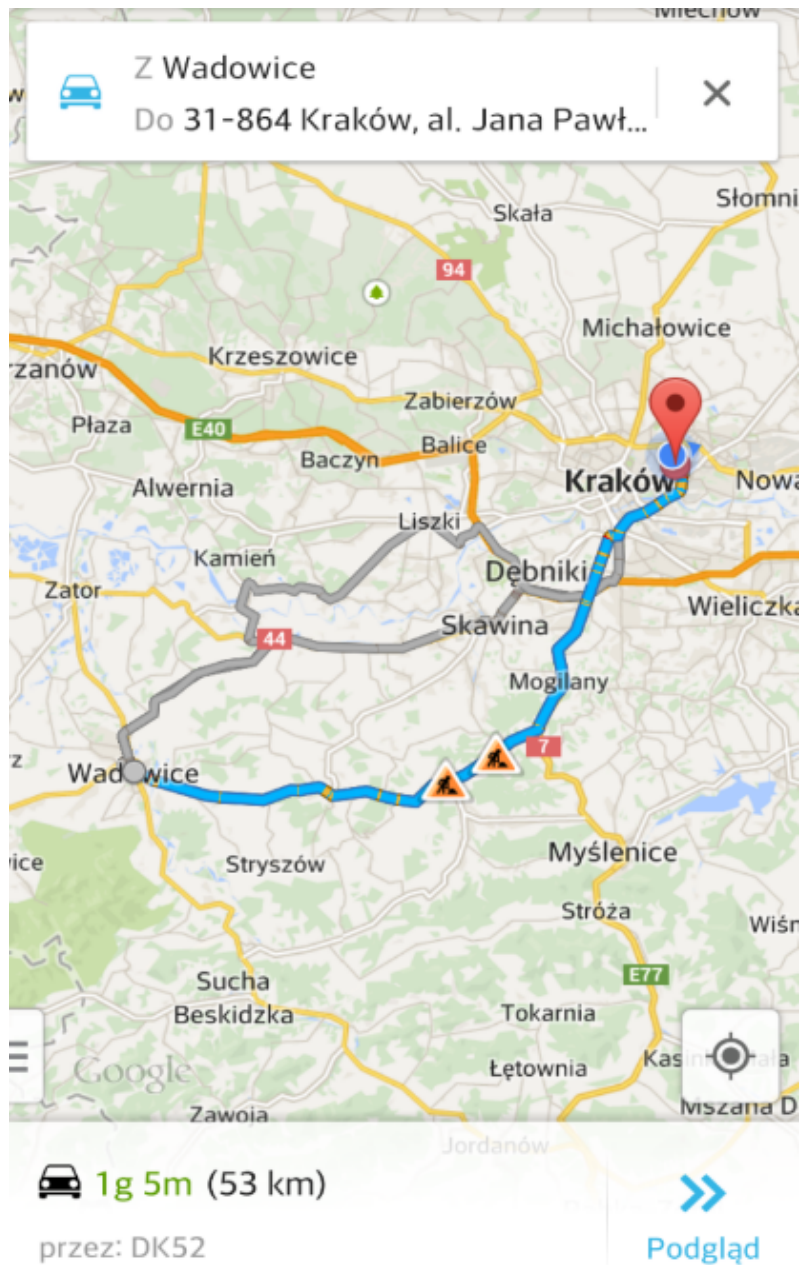 Miechów
Z Wadowice
Do 31-864 Kraków, al. Jana Pawł...
Skała
Słomni
94
Michałowice
Krzeszowice
rzanów
Zabierzów
Płaza
E40
Balice
Baczyn
Kraków
Nowa
Alwernia
Liszki
Kamień
Dębniki
Zator
Wieliczka
44
Skawina
Mogilany
7
Wadowice
Myślenice
ice
Stryszów
Stróża
Wiśn
E77
Sucha
Beskidzka
Tokarnia
Google
Łętownia
Zawoja
Mszana D
Jordanów
1g 5m (53 km)
przez: DK52
Podgląd